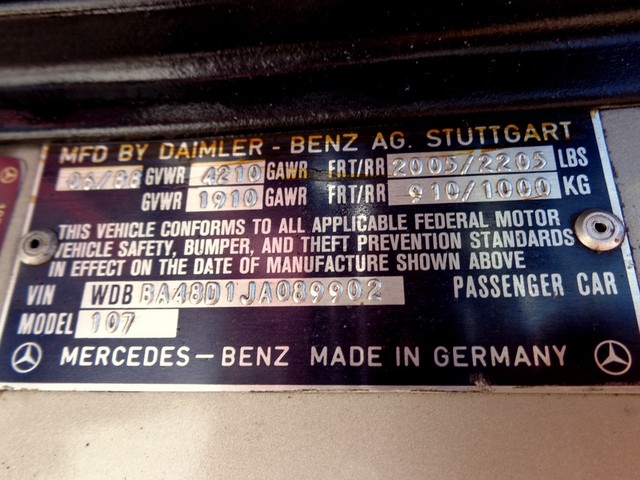 MFD BY DAIMLER - BENZ AG. STUTTGART
06/88 GVWR 4210 GAWR FRT/RR 2005/2205 LBS
GVWR 1910 GAWR FRT/RR 910/1000 KG
THIS VEHICLE CONFORMS TO ALL APPLICABLE FEDERAL MOTOR
VEHICLE SAFETY, BUMPER, AND THEFT PREVENTION STANDARDS
IN EFFECT ON THE DATE OF MANUFACTURE SHOWN ABOVE
VIN WDB BA48D1JA089902 PASSENGER CAR
MODEL 107
MERCEDES - BENZ MADE IN GERMANY